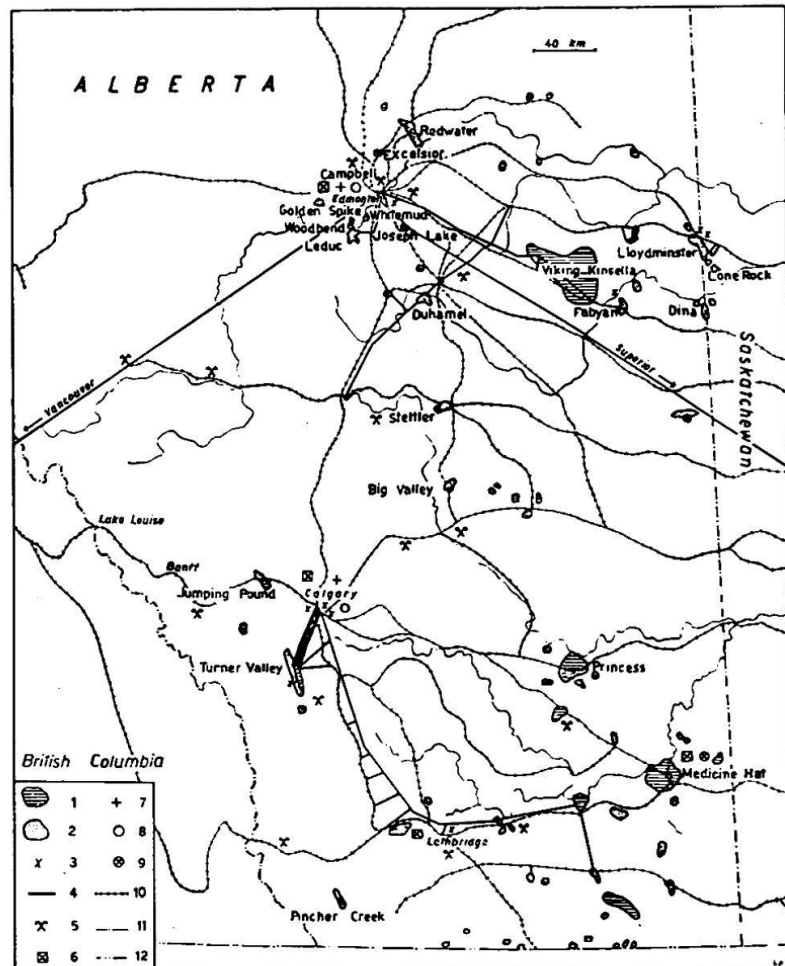 ALBERTA
40 km
Redwater
Excelsior
Campbell
Edmonton
Golden Spike
Whitemud
Woodbend
Joseph Lake
Leduc
Lloydminster
Viking Kinsella
Lone Rock
Fabyan
Dina
Duhamel
Superior
Vancouver
Saskatchewan
Stettler
Big Valley
Lake Louise
Banff
Jumping Pound
Calgary
Turner Valley
Princess
British Columbia
Medicine Hat
Lethbridge
Pincher Creek
1
2
3
4
5
6
7
8
9
10
11
12